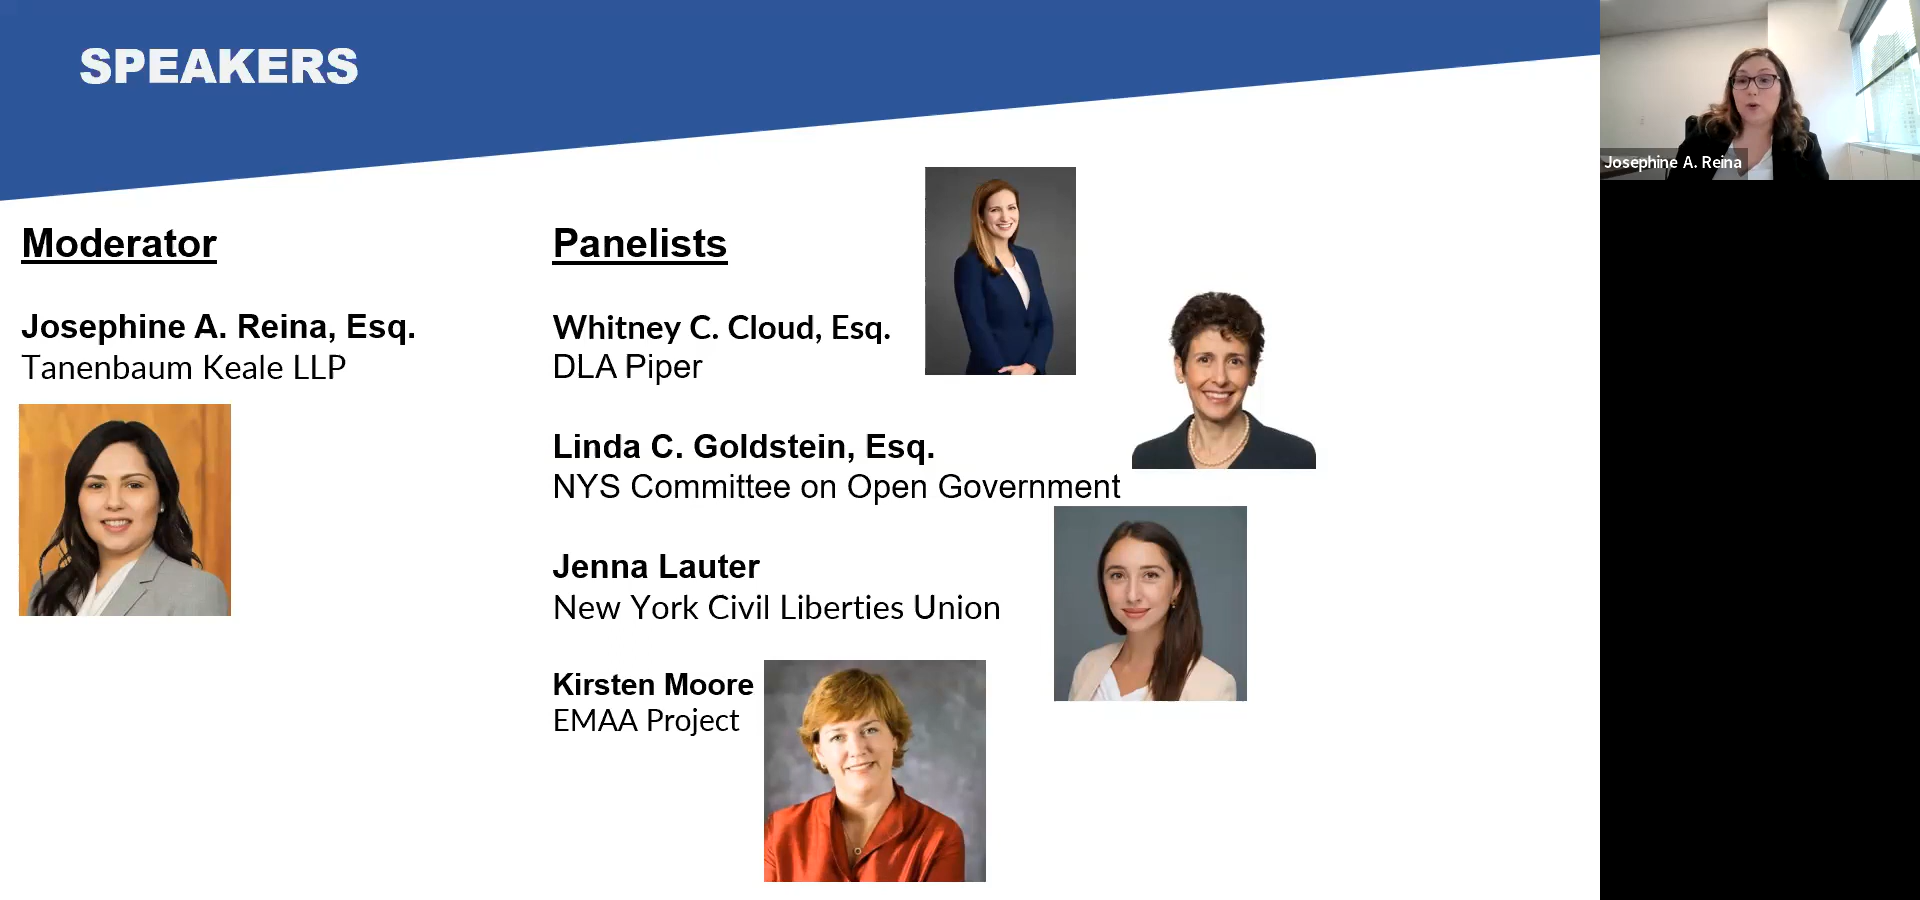 SPEAKERS
Moderator
Josephine A. Reina, Esq.
Tanenbaum Keale LLP
Panelists
Whitney C. Cloud, Esq.
DLA Piper
Linda C. Goldstein, Esq.
NYS Committee on Open Government
Jenna Lauter
New York Civil Liberties Union
Kirsten Moore
EMAA Project
Josephine A. Reina